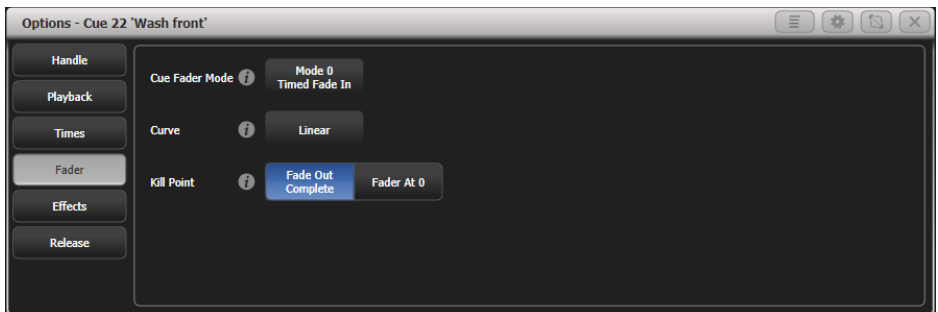 Options - Cue 22 'Wash front'
Handle
Playback
Times
Fader
Effects
Release
Cue Fader Mode i
Mode 0
Timed Fade In
Curve i Linear
Kill Point i
Fade Out
Complete
Fader At 0